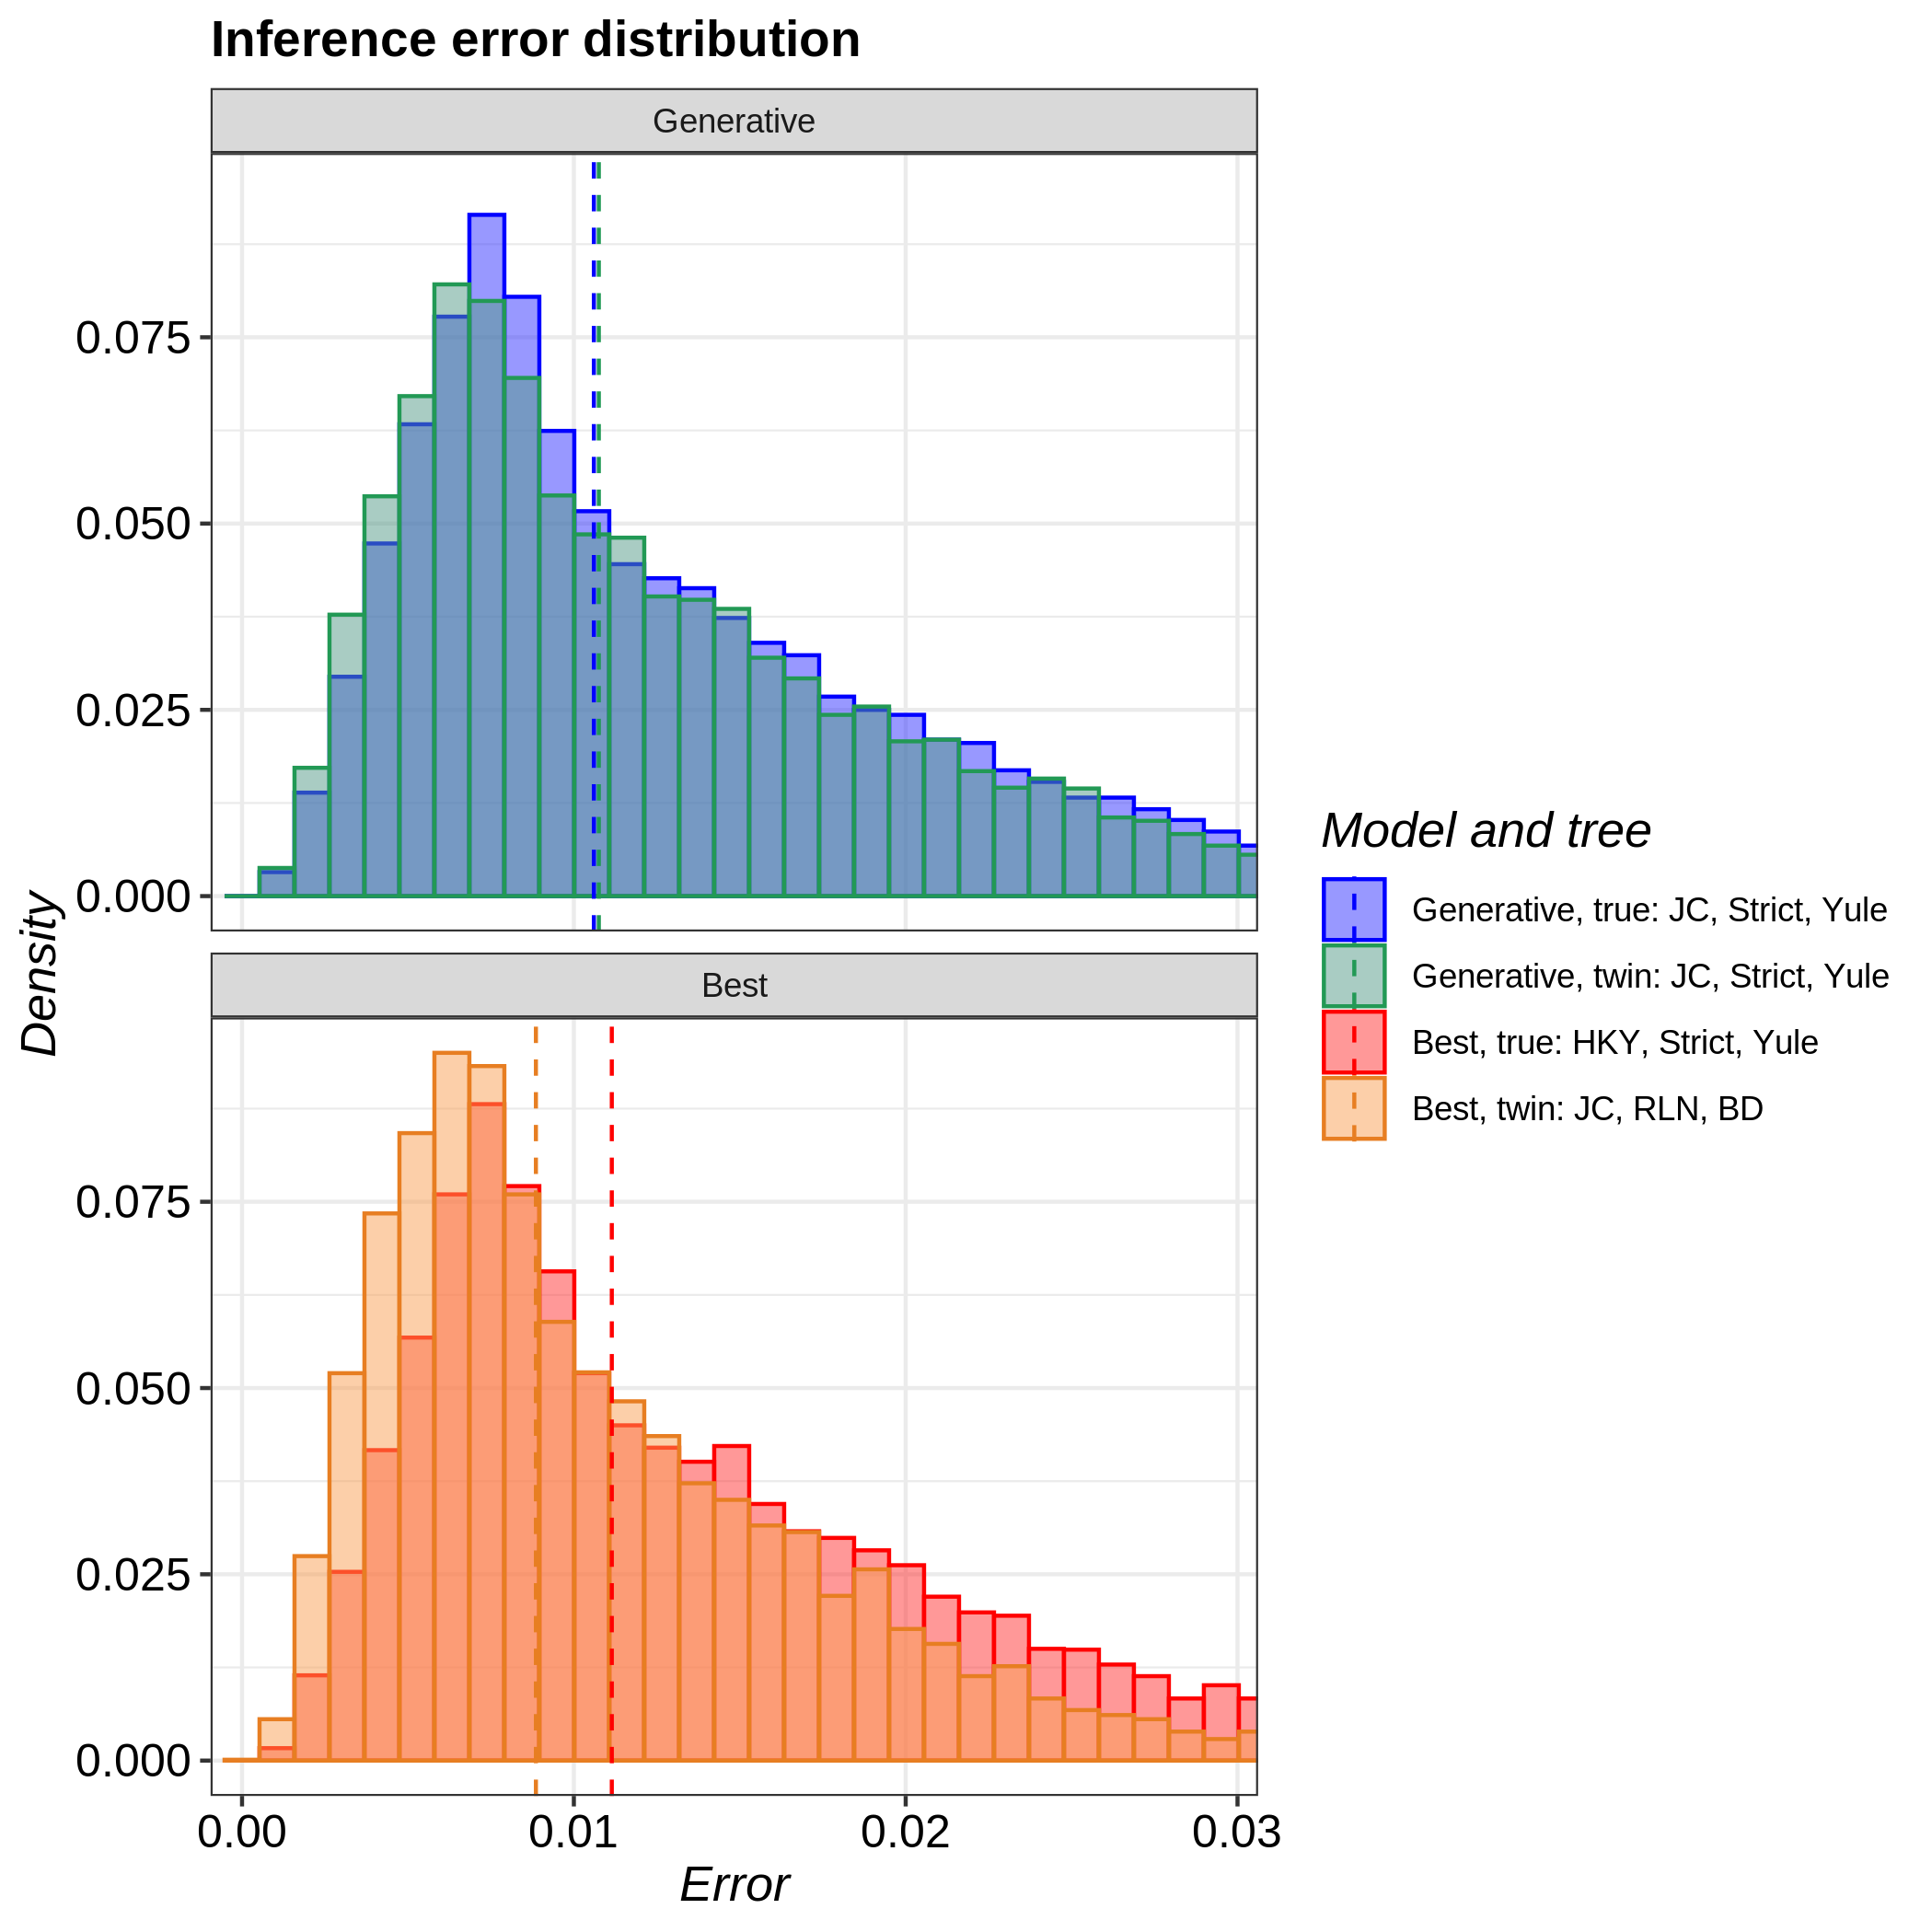 Inference error distribution
Generative
0.075
0.050
0.025
0.000
Best
0.075
0.050
0.025
0.000
0.00 0.01 0.02 0.03
Error
Density
Model and tree
Generative, true: JC, Strict, Yule
Generative, twin: JC, Strict, Yule
Best, true: HKY, Strict, Yule
Best, twin: JC, RLN, BD